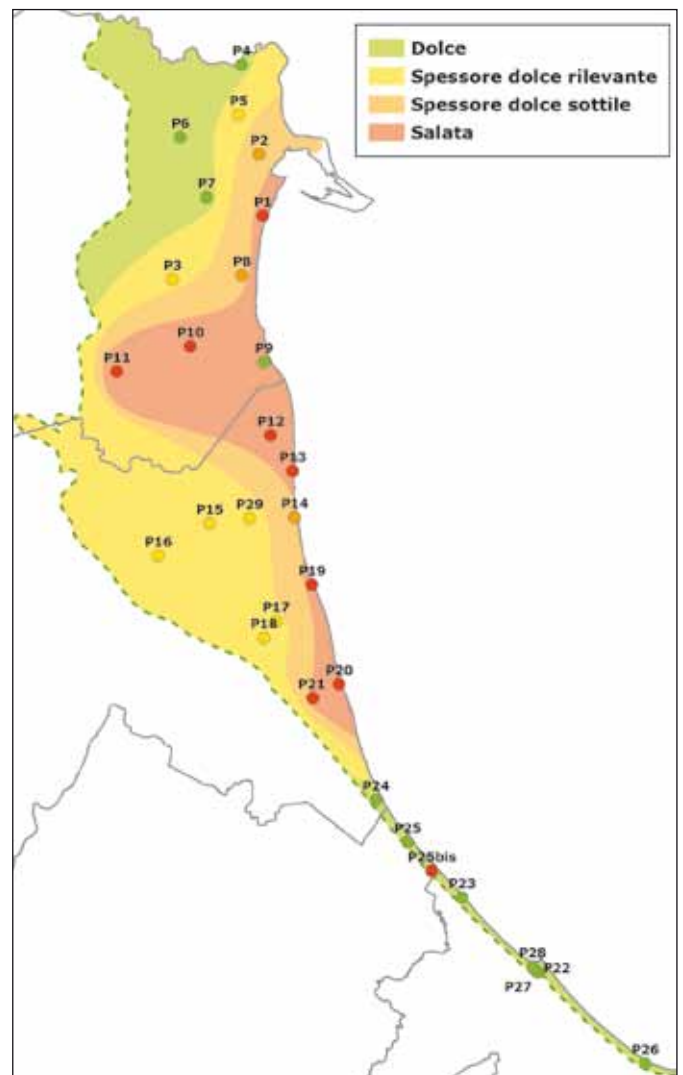 Dolce
Spessore dolce rilevante
Spessore dolce sottile
Salata
P4
P5
P6
P2
P7
P1
P3
P8
P10
P9
P11
P12
P13
P15
P29
P14
P16
P19
P17
P18
P20
P21
P24
P25
P25bis
P23
P28
P22
P27
P26